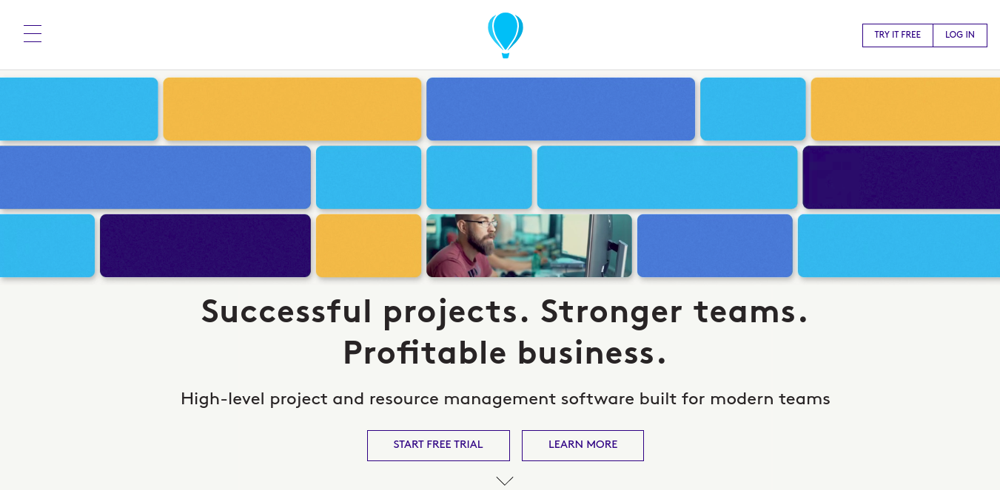 TRY IT FREE
LOG IN
Successful projects. Stronger teams.
Profitable business.
High-level project and resource management software built for modern teams
START FREE TRIAL
LEARN MORE